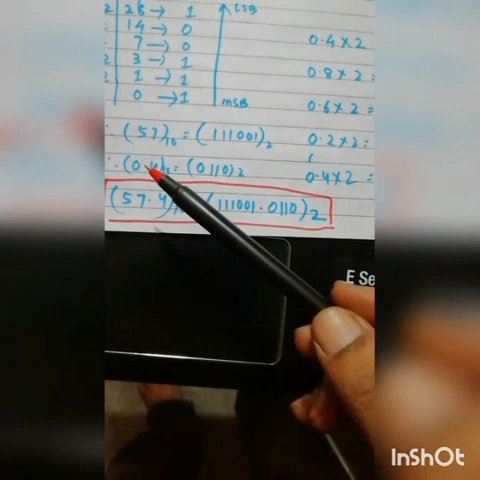 2 | 28 → 1 LSB
14 → 0 0.4 × 2
7 → 0
2 | 3 → 1 0.8 × 2 =
2 | 1 → 1 0.6 × 2
0 → 1 MSB
∴ (57)10 = (111001)2 0.2 × 2 =
∴ (0.4)10 = (0110)2 0.4 × 2 =
(57.4)10 = (111001.0110)2
E Se
InShOt